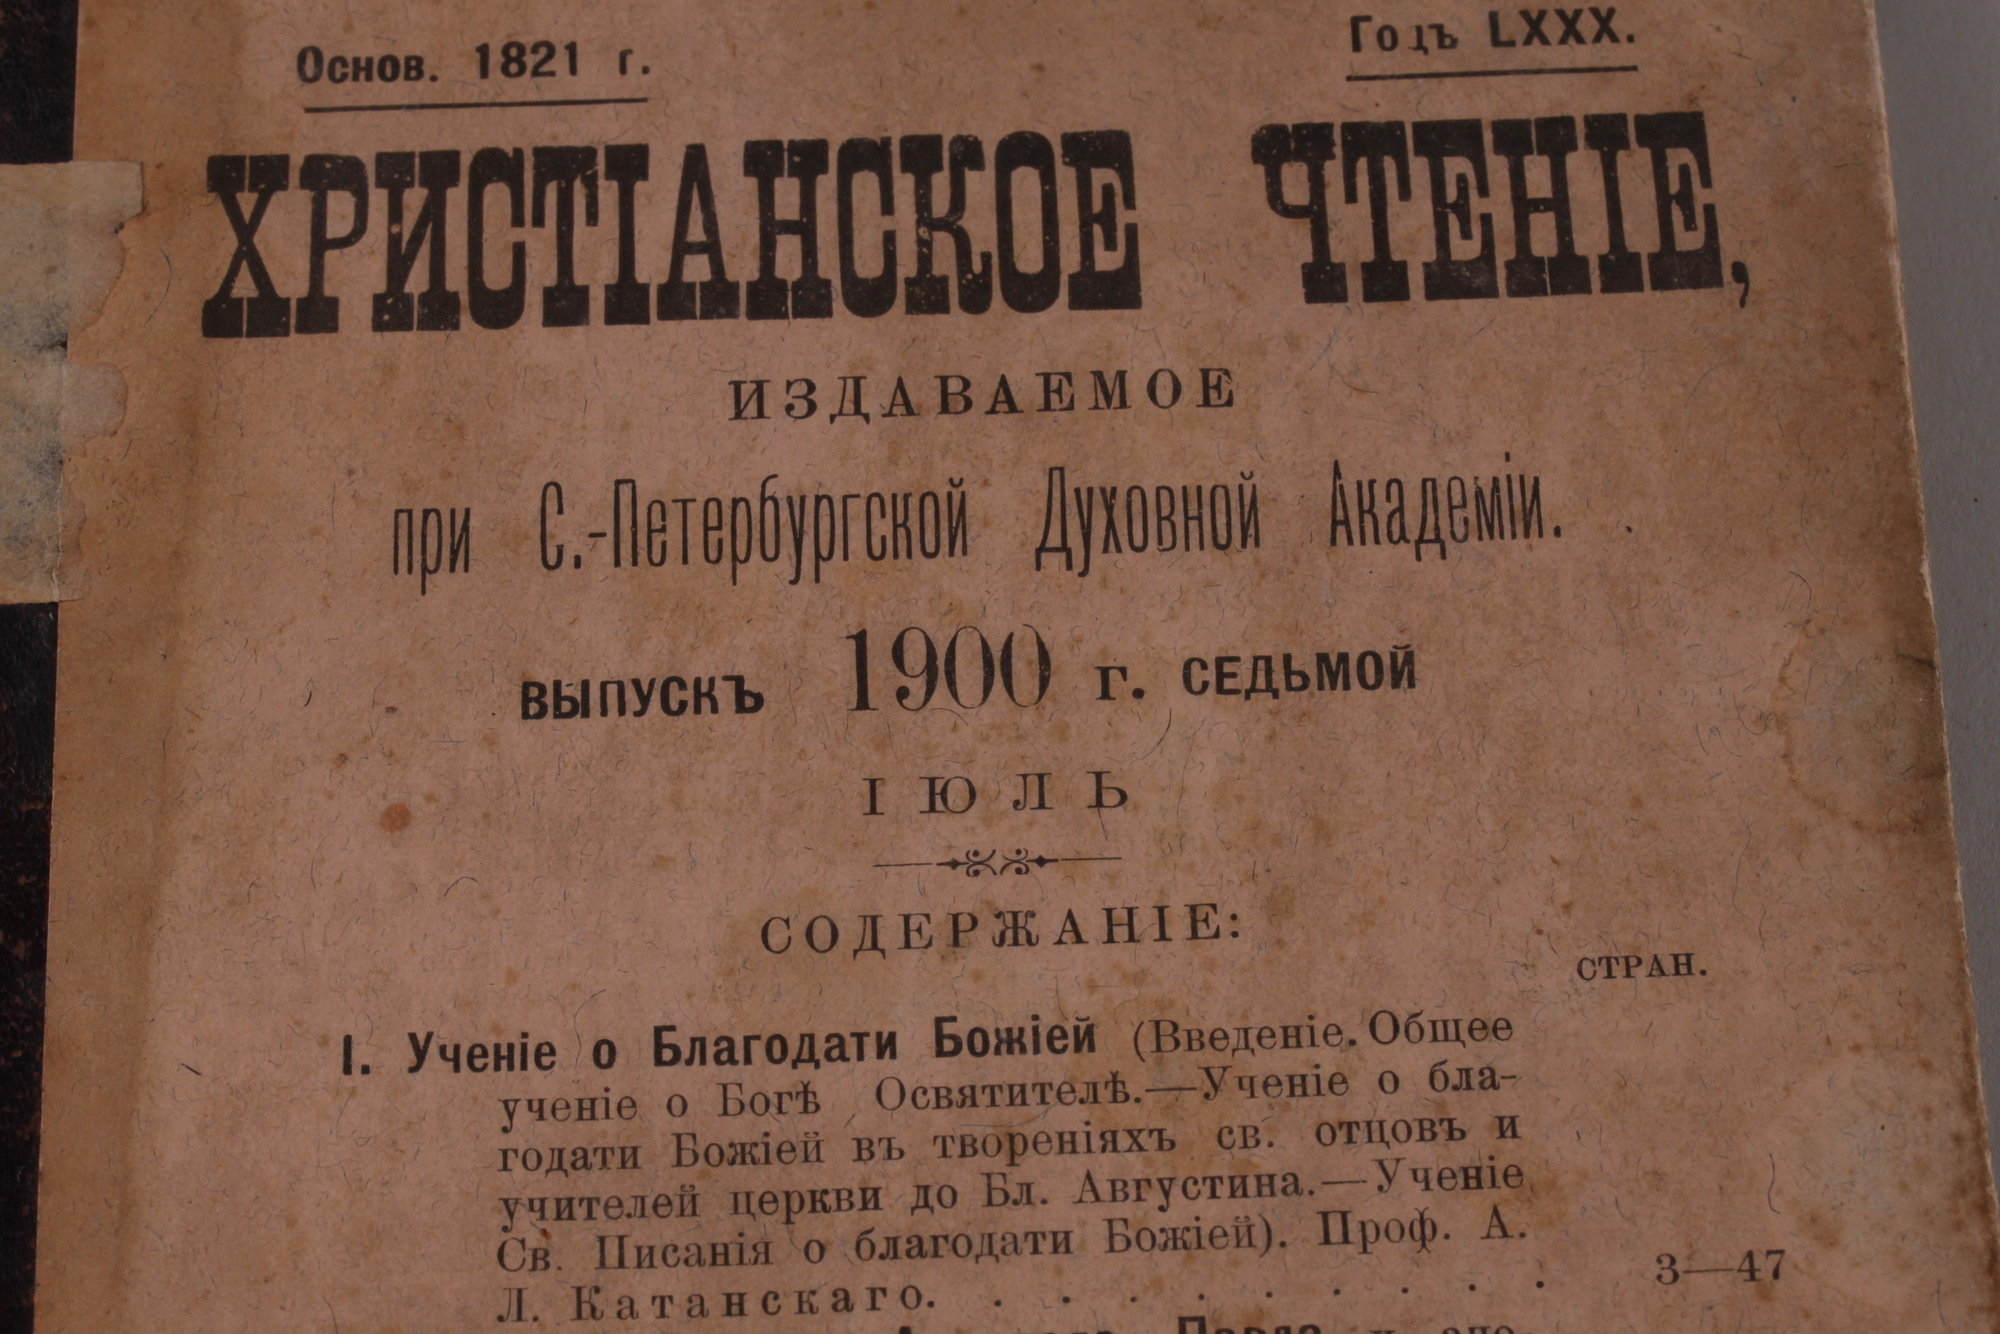 Основ. 1821 г.
Годъ LXXX.
ХРИСТІАНСКОЕ ЧТЕНІЕ,
ИЗДАВАЕМОЕ
при С.-Петербургской Духовной Академіи.
ВЫПУСКЪ 1900 г. СЕДЬМОЙ
ІЮЛЬ
СОДЕРЖАНІЕ:
СТРАН.
I. Ученіе о Благодати Божіей (Введеніе. Общее
ученіе о Богѣ Освятителѣ.—Ученіе о бла-
годати Божіей въ твореніяхъ св. отцовъ и
учителей церкви до Бл. Августина.—Ученіе
Св. Писанія о благодати Божіей). Проф. А.
Л. Катанскаго. . . . . . . . . . 3—47